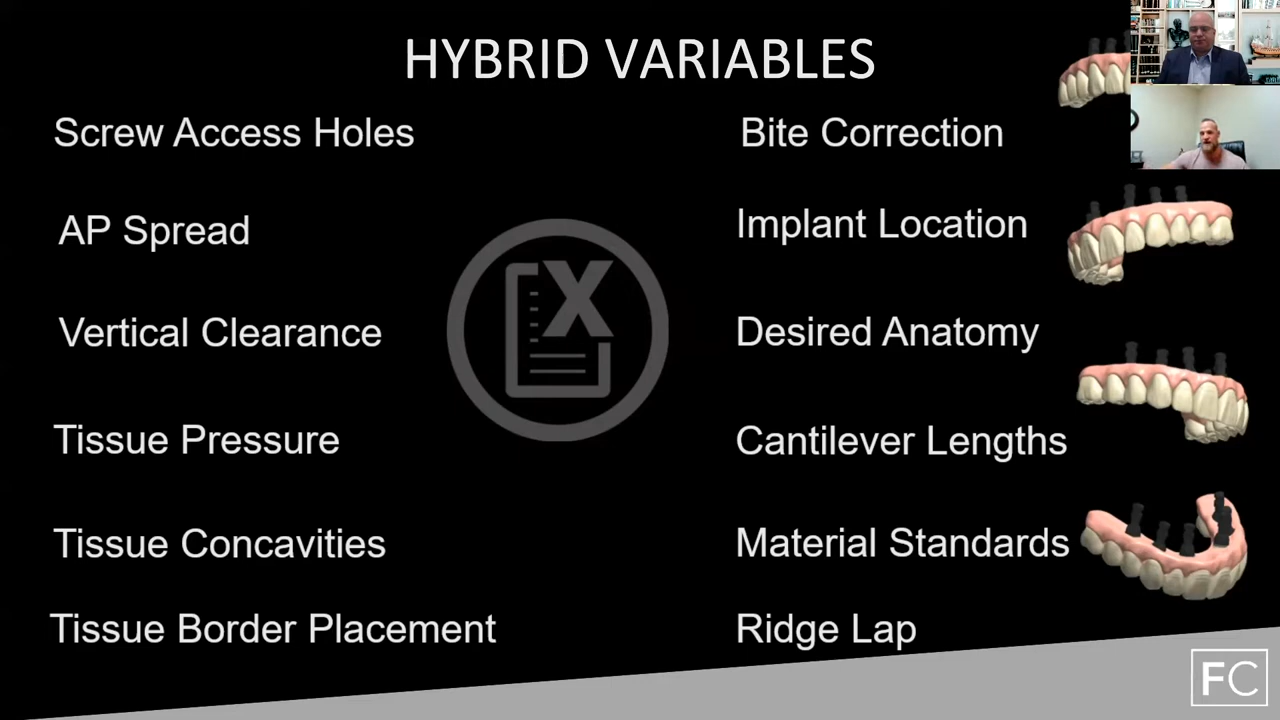 HYBRID VARIABLES
Screw Access Holes
AP Spread
Vertical Clearance
Tissue Pressure
Tissue Concavities
Tissue Border Placement
Bite Correction
Implant Location
Desired Anatomy
Cantilever Lengths
Material Standards
Ridge Lap
X
FC